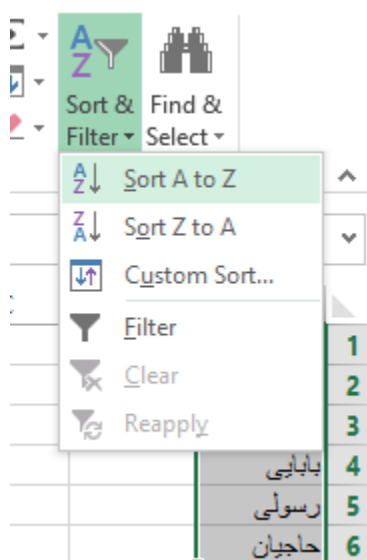 Sort &
Filter
Find &
Select
Sort A to Z
Sort Z to A
Custom Sort...
Filter
Clear
Reapply
1
2
3
بابایی 4
رسولی 5
حاجیان 6